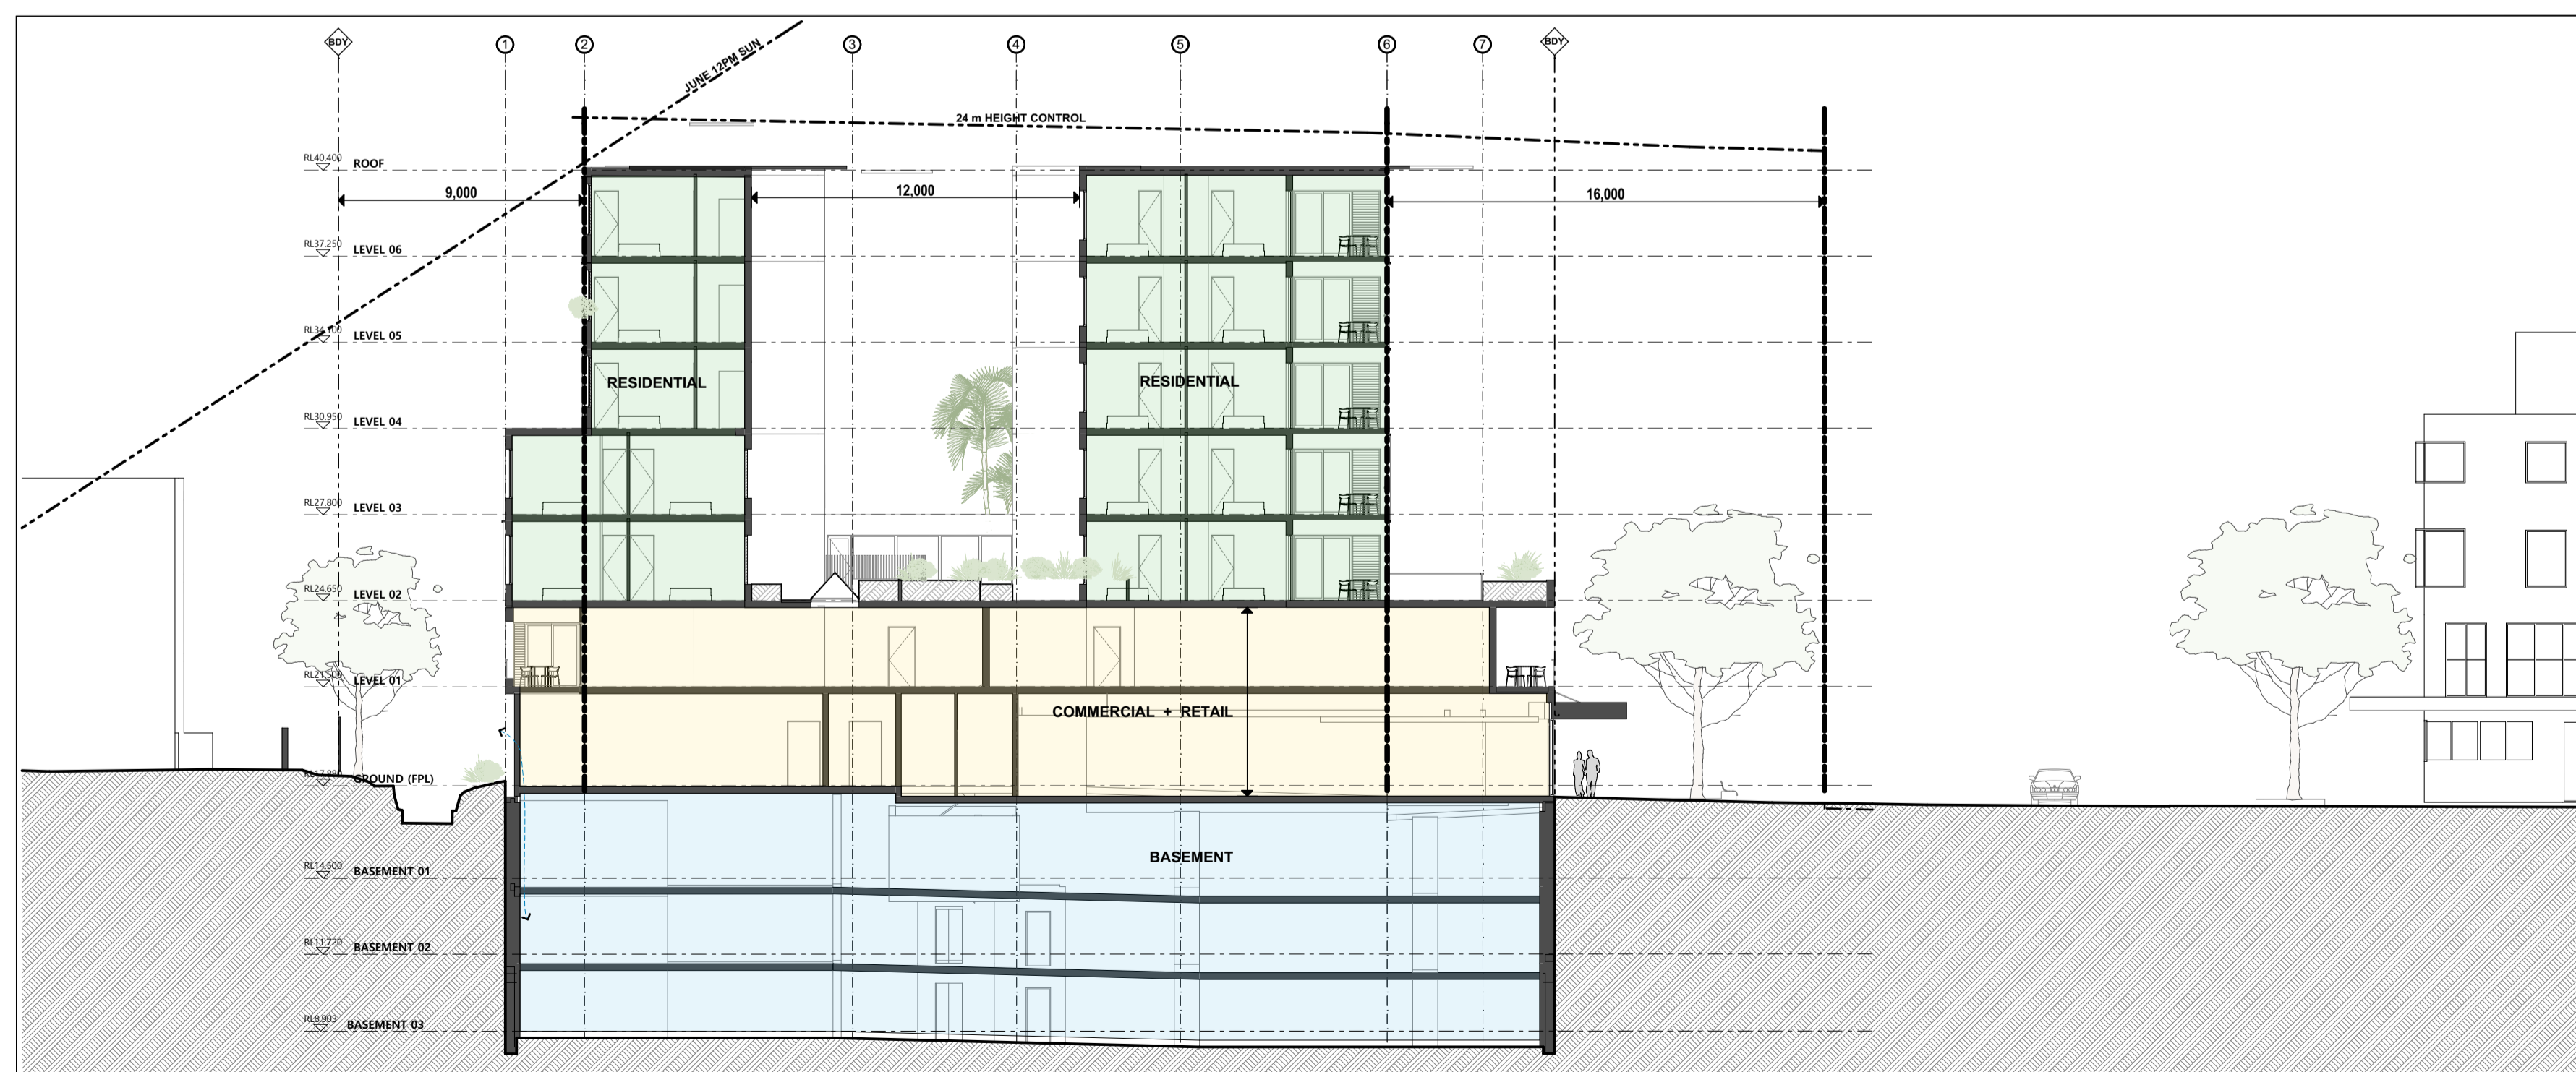 BDY
1
2
3
4
5
6
7
BDY
JUNE 12PM SUN
24 m HEIGHT CONTROL
RL40.400 ROOF
9,000
12,000
16,000
RL37.250 LEVEL 06
RL34.100 LEVEL 05
RESIDENTIAL
RESIDENTIAL
RL30.950 LEVEL 04
RL27.800 LEVEL 03
RL24.650 LEVEL 02
RL21.500 LEVEL 01
COMMERCIAL + RETAIL
GROUND (FPL)
BASEMENT
RL14.500 BASEMENT 01
RL11.720 BASEMENT 02
RL8.903 BASEMENT 03